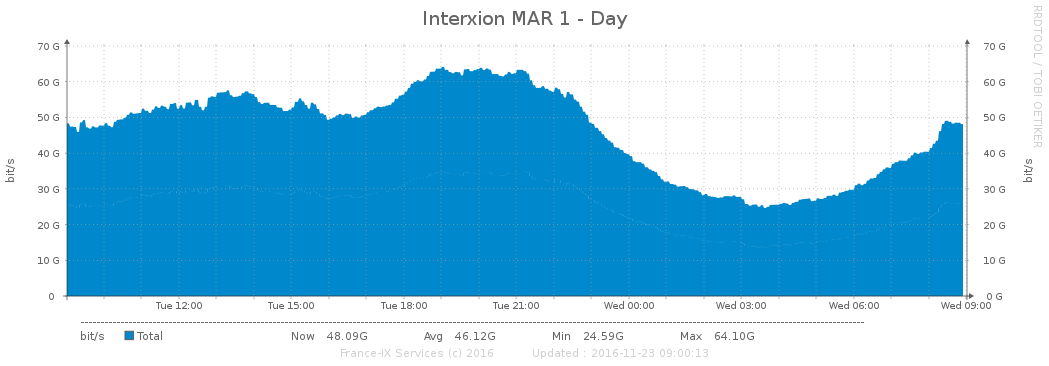 Interxion MAR 1 - Day
RRDTOOL / TOBI OETIKER
70 G 70 G
60 G 60 G
50 G 50 G
40 G 40 G
30 G 30 G
20 G 20 G
10 G 10 G
0 0 G
bit/s bit/s
Tue 12:00 Tue 15:00 Tue 18:00 Tue 21:00 Wed 00:00 Wed 03:00 Wed 06:00 Wed 09:00
bit/s Total Now 48.09G Avg 46.12G Min 24.59G Max 64.10G
France-IX Services (c) 2016 Updated : 2016-11-23 09:00:13